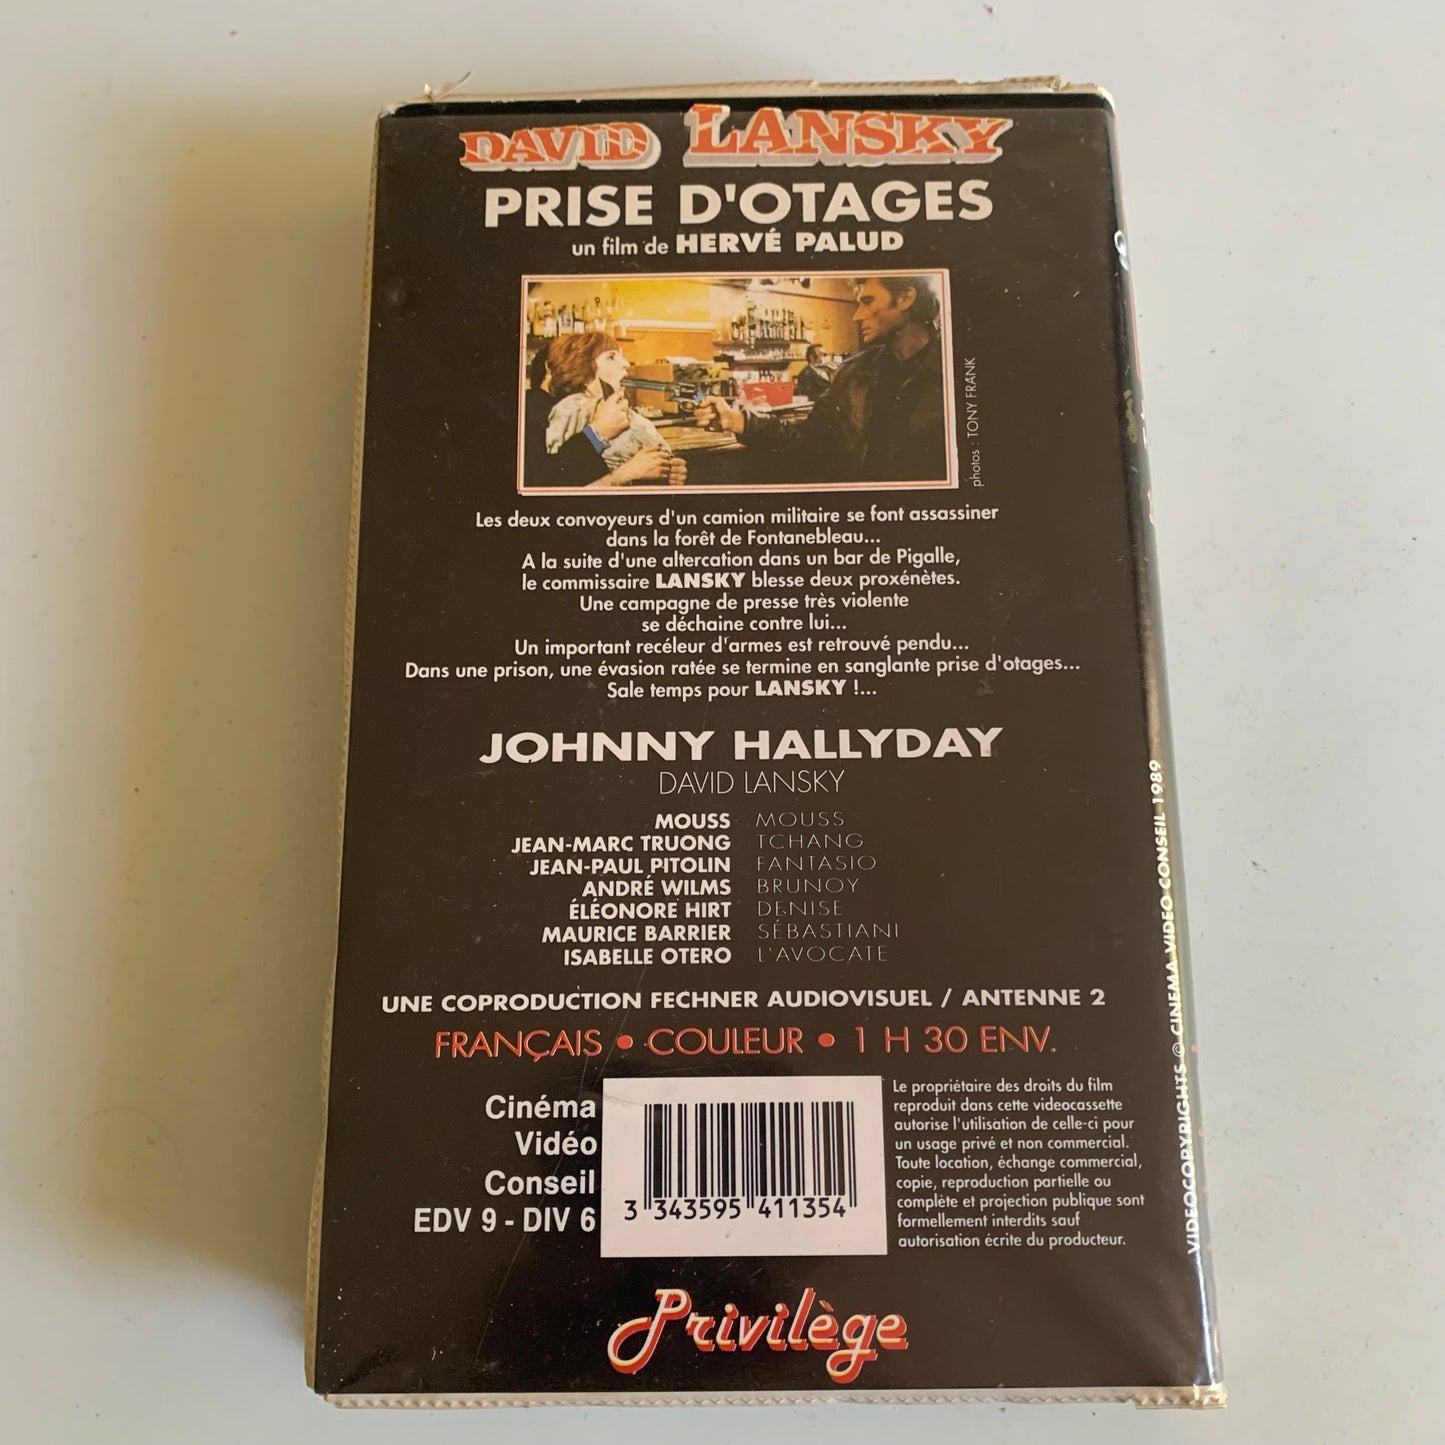 DAVID LANSKY
PRISE D'OTAGES
un film de HERVÉ PALUD
photos : TONY FRANK
Les deux convoyeurs d'un camion militaire se font assassiner
dans la forêt de Fontanebleau...
A la suite d'une altercation dans un bar de Pigalle,
le commissaire LANSKY blesse deux proxénètes.
Une campagne de presse très violente
se déchaine contre lui...
Un important recéleur d'armes est retrouvé pendu...
Dans une prison, une évasion ratée se termine en sanglante prise d'otages...
Sale temps pour LANSKY !...
JOHNNY HALLYDAY
DAVID LANSKY
MOUSS MOUSS
JEAN-MARC TRUONG TCHANG
JEAN-PAUL PITOLIN FANTASIO
ANDRÉ WILMS BRUNOY
ÉLÉONORE HIRT DENISE
MAURICE BARRIER SÉBASTIANI
ISABELLE OTERO L'AVOCATE
UNE COPRODUCTION FECHNER AUDIOVISUEL / ANTENNE 2
FRANÇAIS • COULEUR • 1 H 30 ENV.
Cinéma
Vidéo
Conseil
EDV 9 - DIV 6
3 343595 411354
Le propriétaire des droits du film
reproduit dans cette videocassette
autorise l'utilisation de celle-ci pour
un usage privé et non commercial.
Toute location, échange commercial,
copie, reproduction partielle ou
complète et projection publique sont
formellement interdits sauf
autorisation écrite du producteur.
VIDEOCOPYRIGHTS © CINEMA VIDEO CONSEIL 1989
Privilège